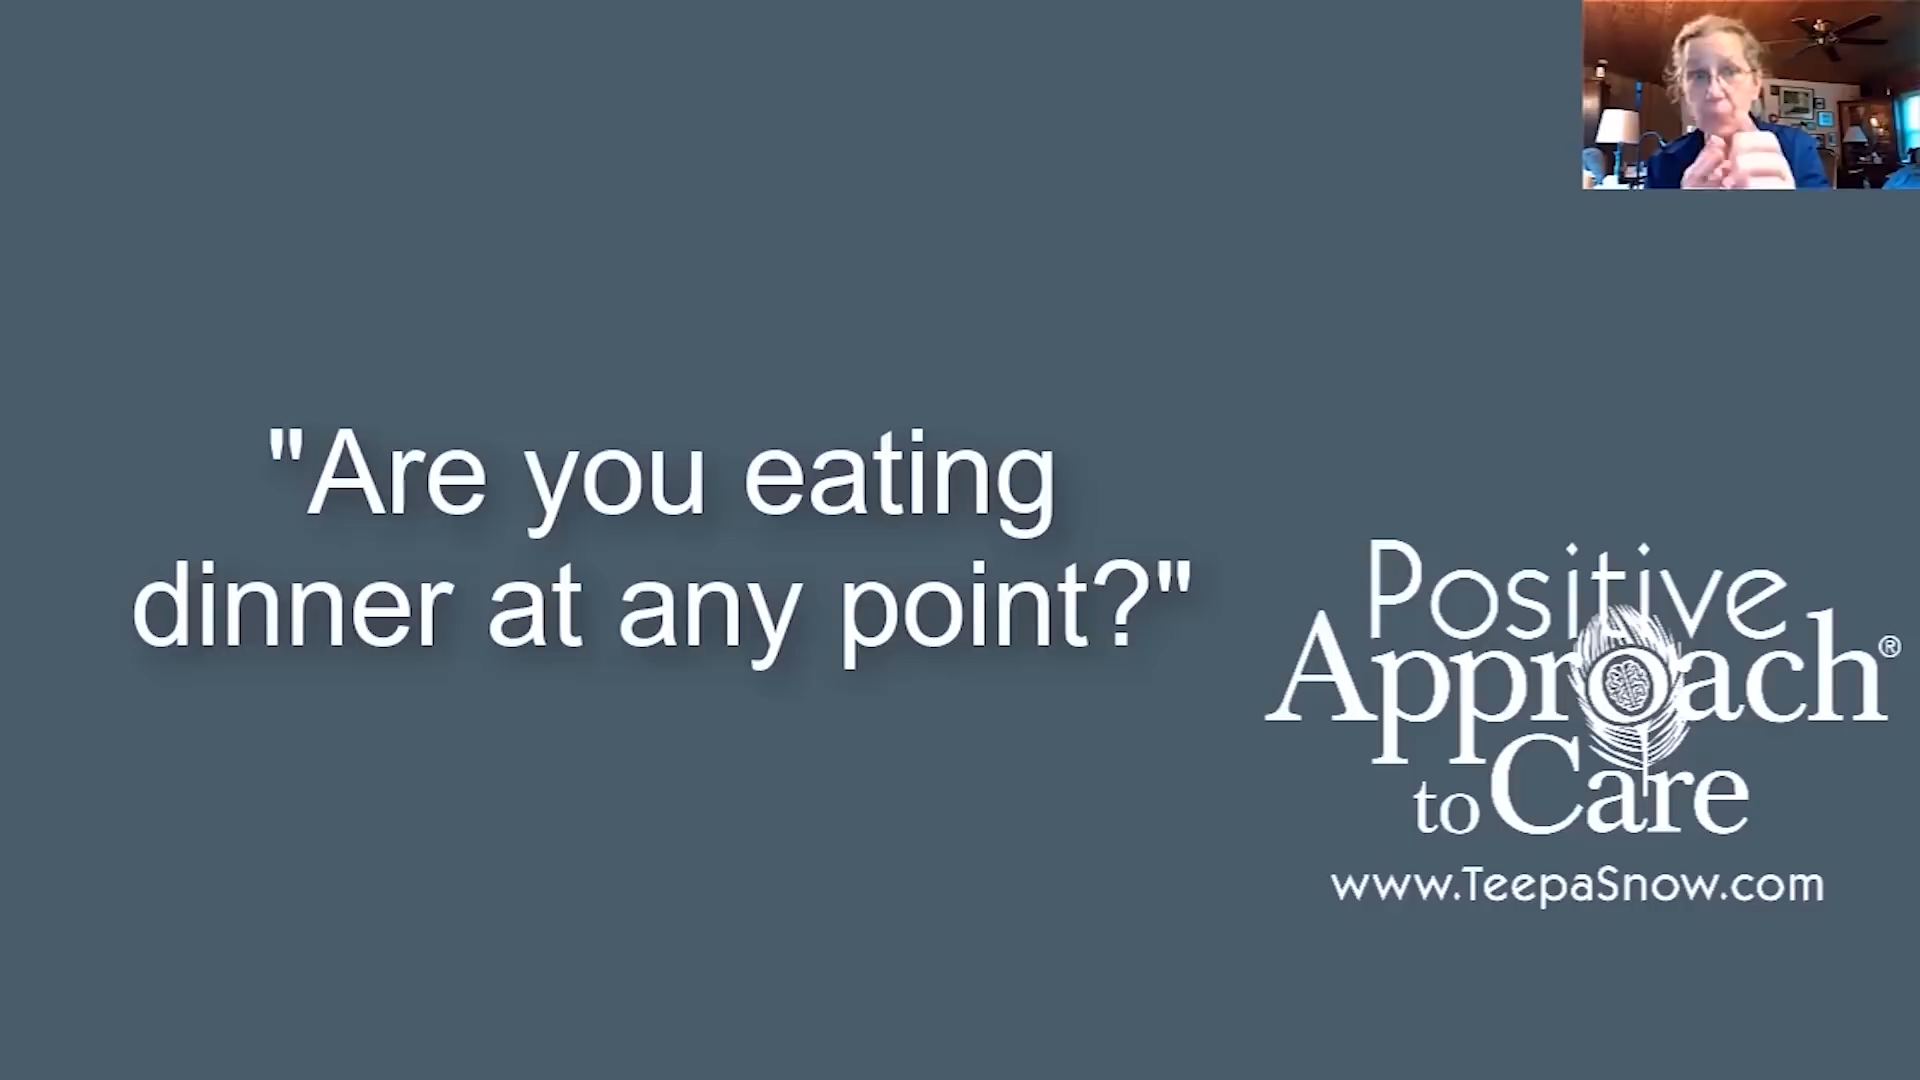 "Are you eating
dinner at any point?"
Positive
Approach®
to Care
www.TeepaSnow.com